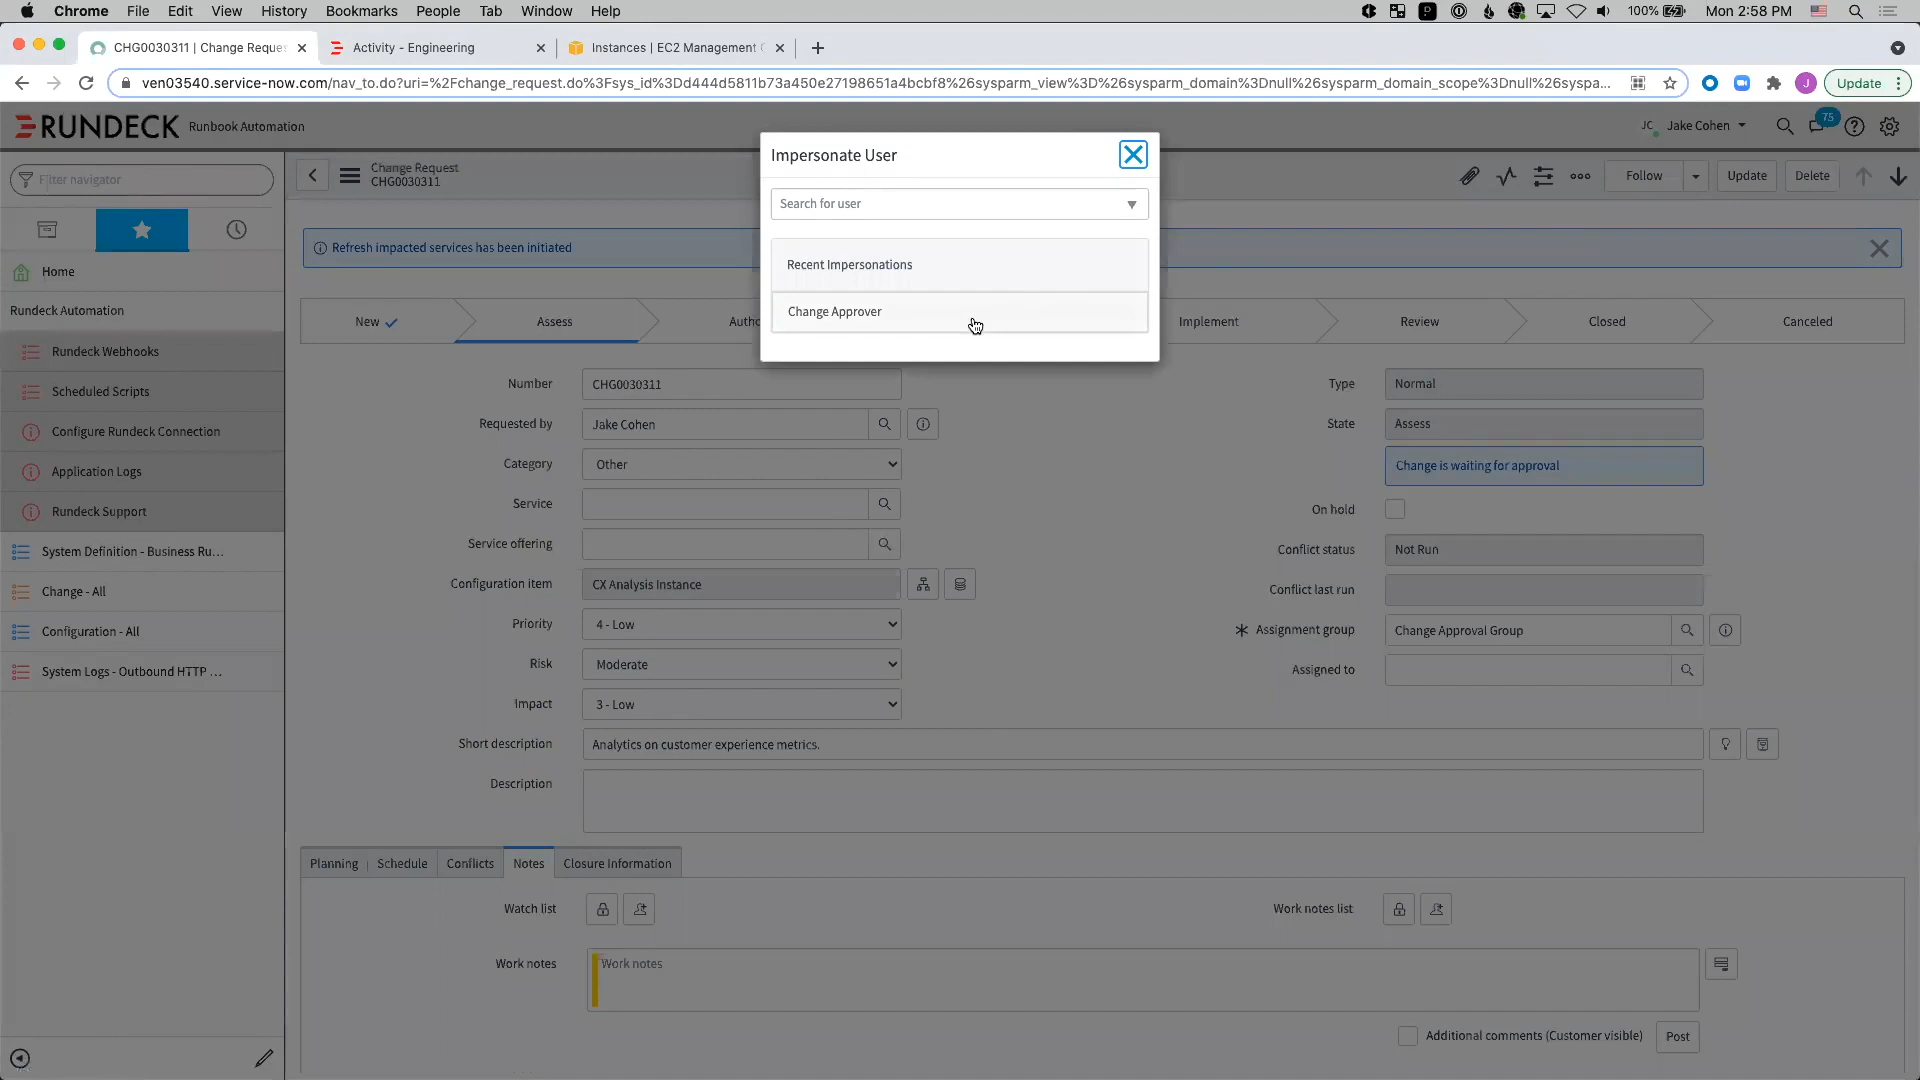 Chrome File Edit View History Bookmarks People Tab Window Help 100% Mon 2:58 PM
CHG0030311 | Change Reque Activity - Engineering Instances | EC2 Management
ven03540.service-now.com/nav_to.do?uri=%2Fchange_request.do%3Fsys_id%3Dd444d5811b73a450e27198651a4bcbf8%26sysparm_view%3D%26sysparm_domain%3Dnull%26sysparm_domain_scope%3Dnull%26syspa... J Update
RUNDECK Runbook Automation JC Jake Cohen 75
Impersonate User
Search for user
Recent Impersonations
Change Approver
Filter navigator
Home
Rundeck Automation
Rundeck Webhooks
Scheduled Scripts
Configure Rundeck Connection
Application Logs
Rundeck Support
System Definition - Business Ru...
Change - All
Configuration - All
System Logs - Outbound HTTP ...
Change Request
CHG0030311
Follow Update Delete
Refresh impacted services has been initiated
New Assess Autho Implement Review Closed Canceled
Number CHG0030311
Requested by Jake Cohen
Category Other
Service
Service offering
Configuration item CX Analysis Instance
Priority 4 - Low
Risk Moderate
Impact 3 - Low
Type Normal
State Assess
Change is waiting for approval
On hold
Conflict status Not Run
Conflict last run
Assignment group Change Approval Group
Assigned to
Short description Analytics on customer experience metrics.
Description
Planning Schedule Conflicts Notes Closure Information
Watch list Work notes list
Work notes Work notes
Additional comments (Customer visible) Post